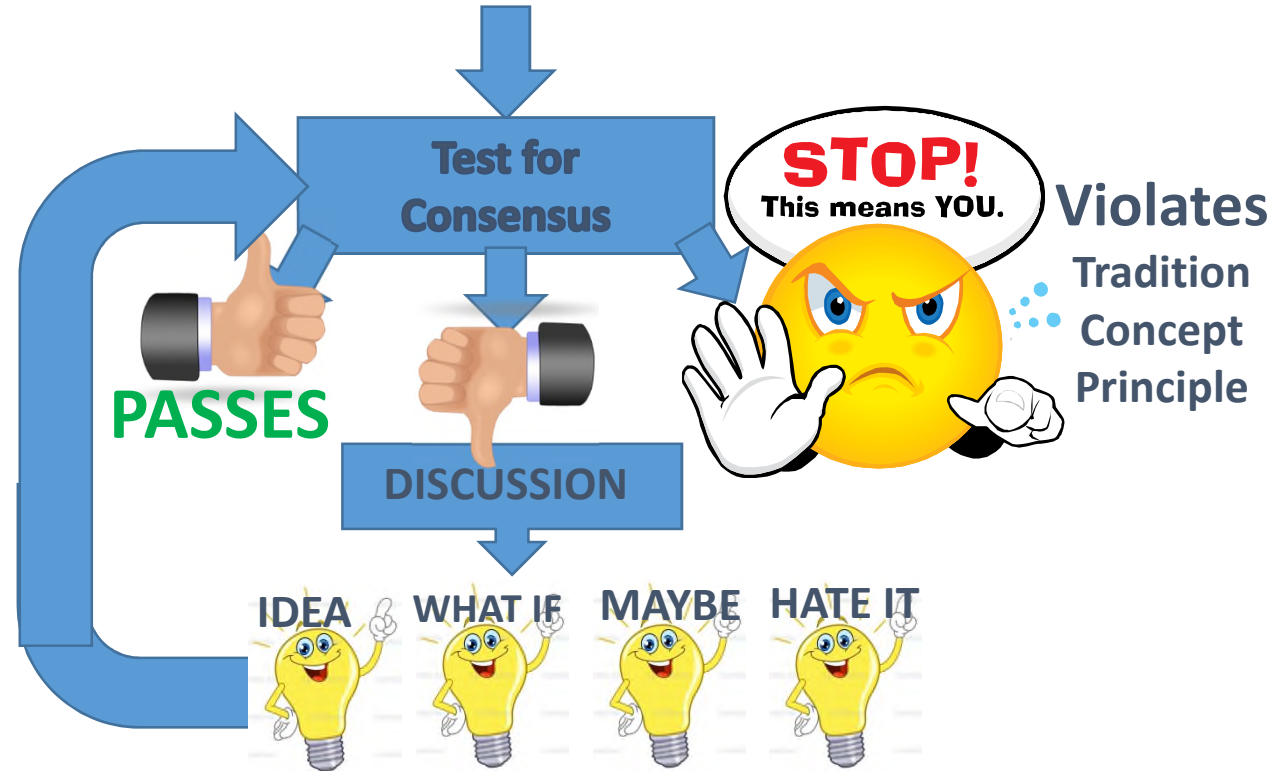 Test for
Consensus
STOP!
This means YOU.
Violates
Tradition
Concept
Principle
PASSES
DISCUSSION
IDEA
WHAT IF
MAYBE
HATE IT